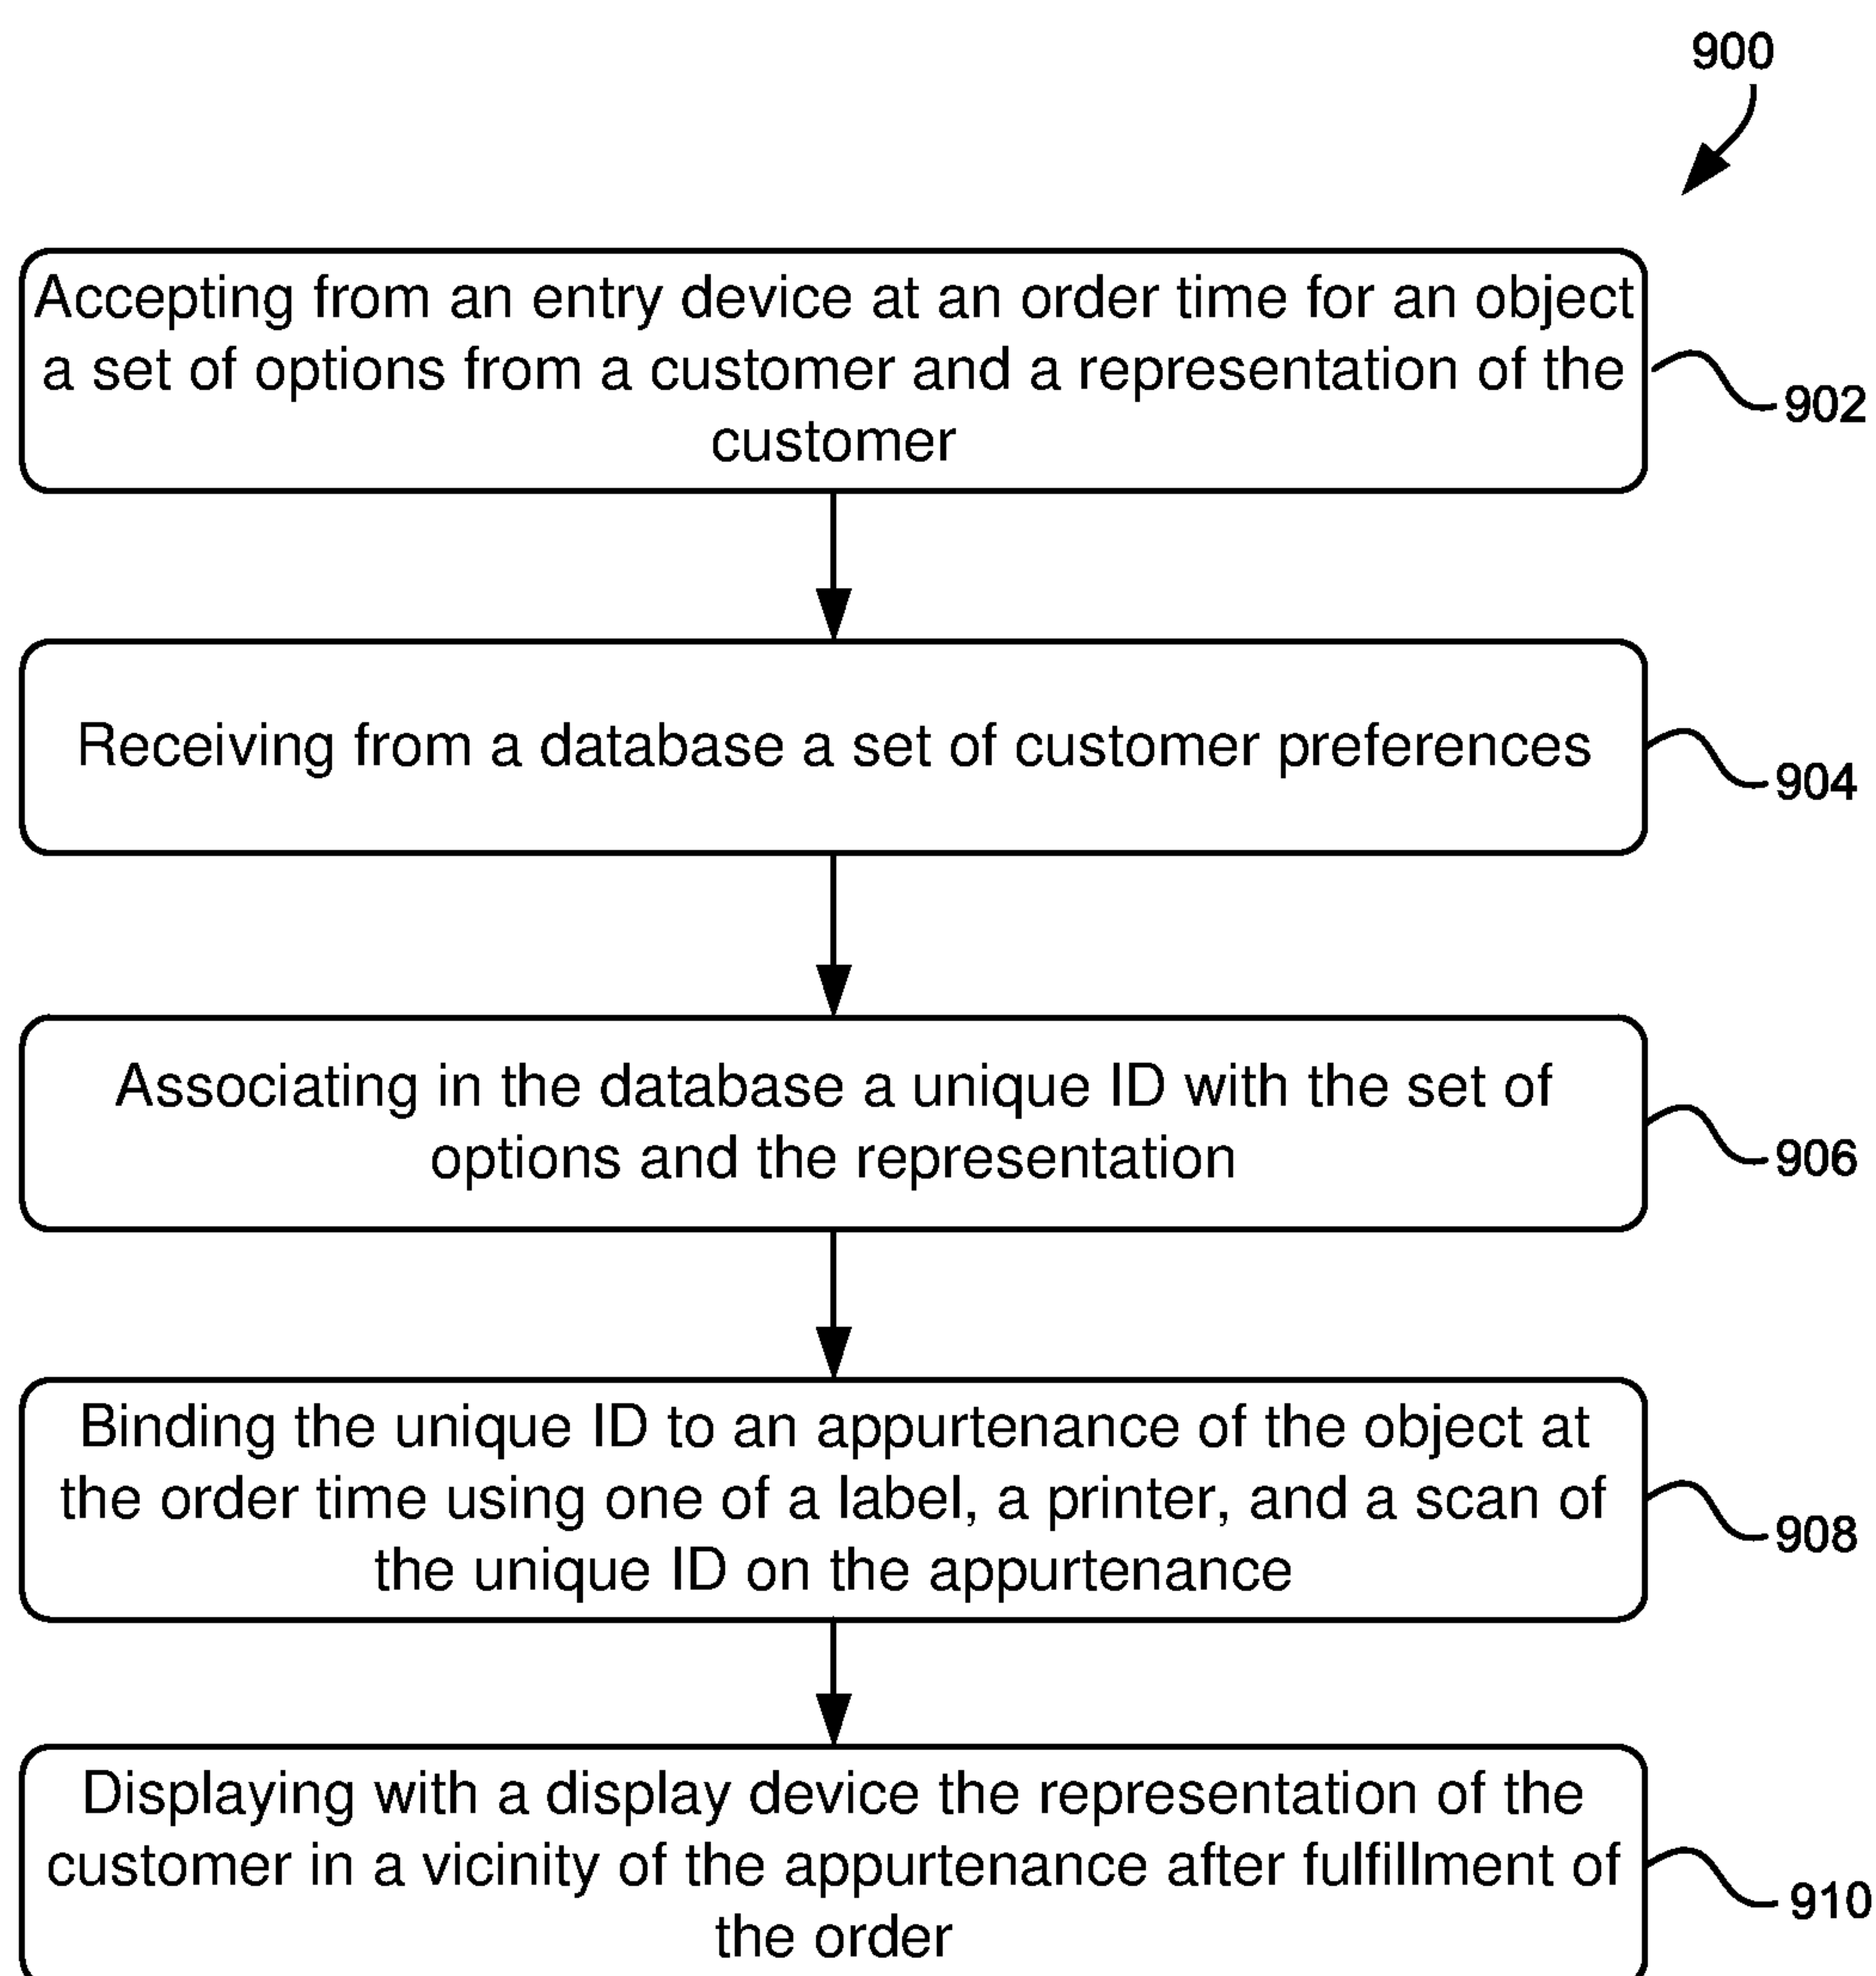 900
Accepting from an entry device at an order time for an object
a set of options from a customer and a representation of the
customer
902
Receiving from a database a set of customer preferences
904
Associating in the database a unique ID with the set of
options and the representation
906
Binding the unique ID to an appurtenance of the object at
the order time using one of a label, a printer, and a scan of
the unique ID on the appurtenance
908
Displaying with a display device the representation of the
customer in a vicinity of the appurtenance after fulfillment of
the order
910